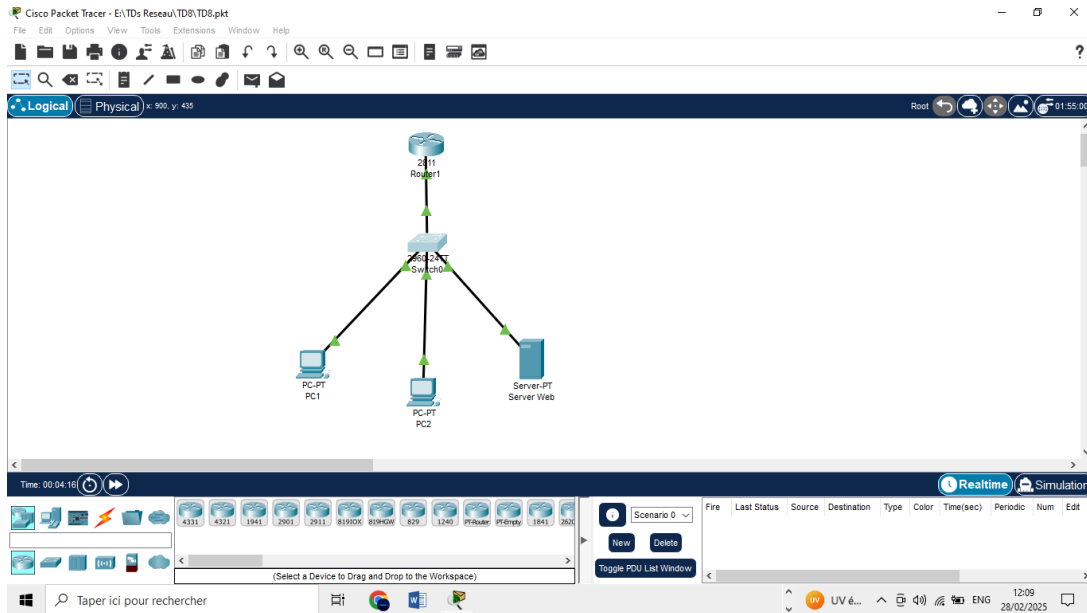 Cisco Packet Tracer - E:\TDs Reseau\TD8\TD8.pkt
File Edit Options View Tools Extensions Window Help
?
Logical Physical x: 900, y: 435 Root 01:55:00
2811
Router1
2960-24TT
Switch0
PC-PT
PC1
PC-PT
PC2
Server-PT
Server Web
Time: 00:04:16 Realtime Simulation
4331 4321 1941 2901 2911 819IOX 819HGW 829 1240 PT-Router PT-Empty 1841 2620
(Select a Device to Drag and Drop to the Workspace)
Scenario 0
New Delete
Toggle PDU List Window
Fire Last Status Source Destination Type Color Time(sec) Periodic Num Edit
Taper ici pour rechercher
UV UV é... ENG 12:09
28/02/2025